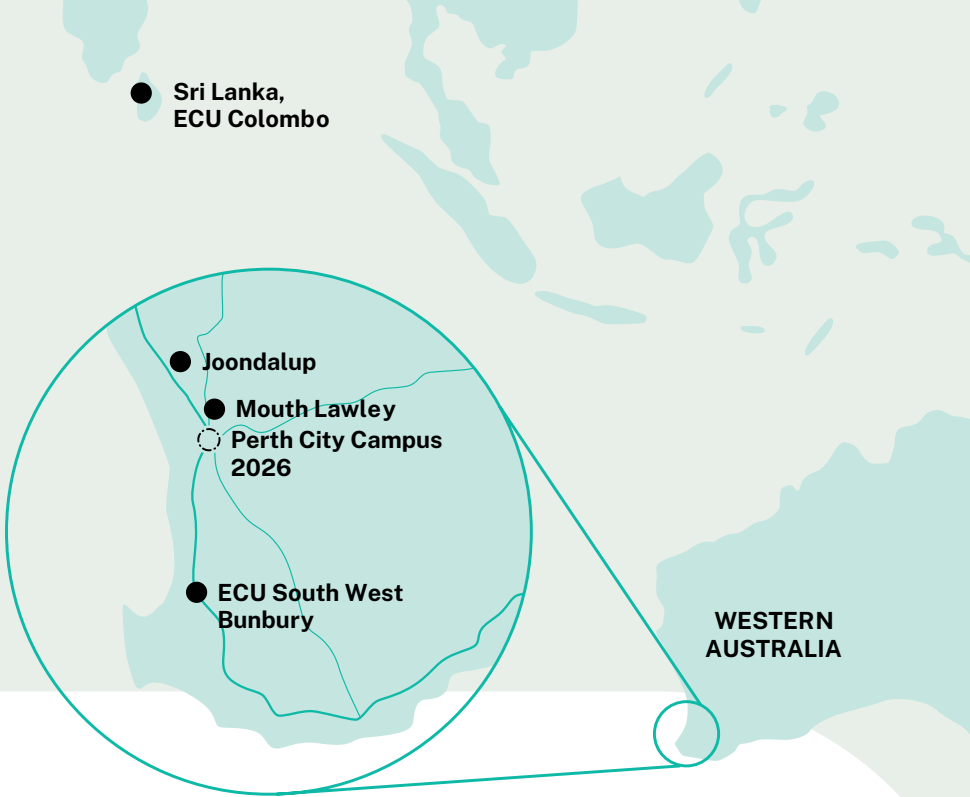 Sri Lanka,
ECU Colombo
Joondalup
Mouth Lawley
Perth City Campus
2026
ECU South West
Bunbury
WESTERN
AUSTRALIA